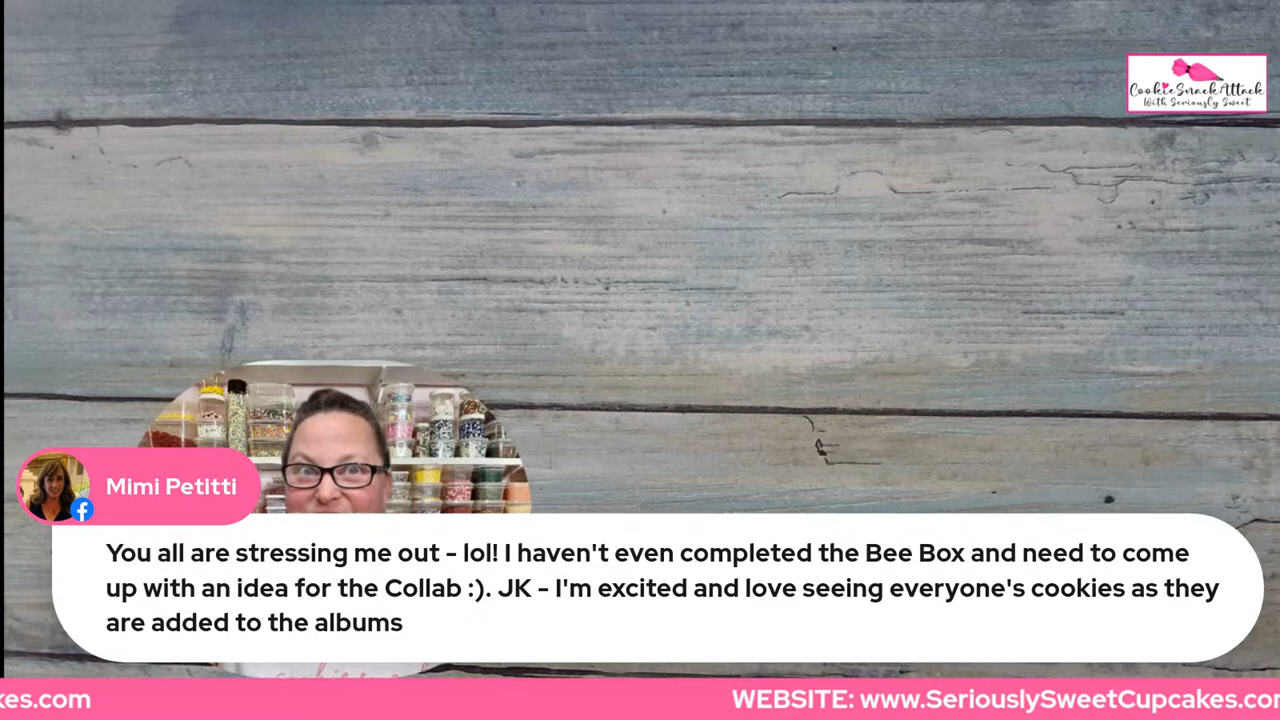 CookieSnackAttack
With Seriously Sweet
Mimi Petitti
You all are stressing me out - lol! I haven't even completed the Bee Box and need to come
up with an idea for the Collab :). JK - I'm excited and love seeing everyone's cookies as they
are added to the albums
kes.com
WEBSITE: www.SeriouslySweetCupcakes.com